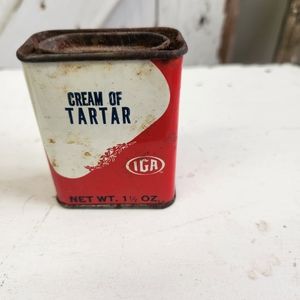 CREAM OF
TARTAR
IGA
NET WT. 1½ OZ.